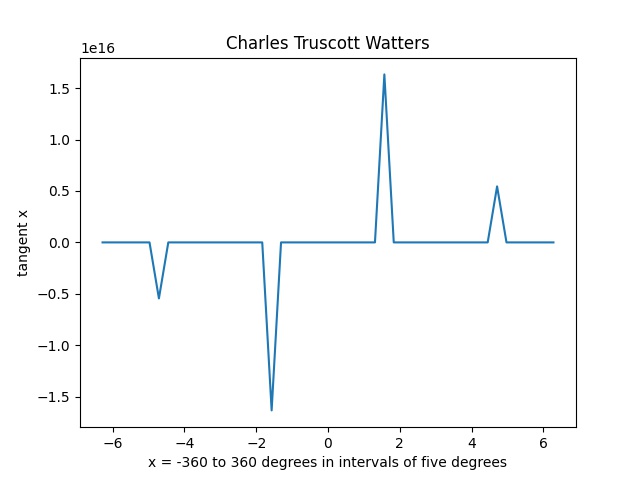 Charles Truscott Watters
1e16
1.5
1.0
0.5
0.0
−0.5
−1.0
−1.5
tangent x
−6 −4 −2 0 2 4 6
x = -360 to 360 degrees in intervals of five degrees